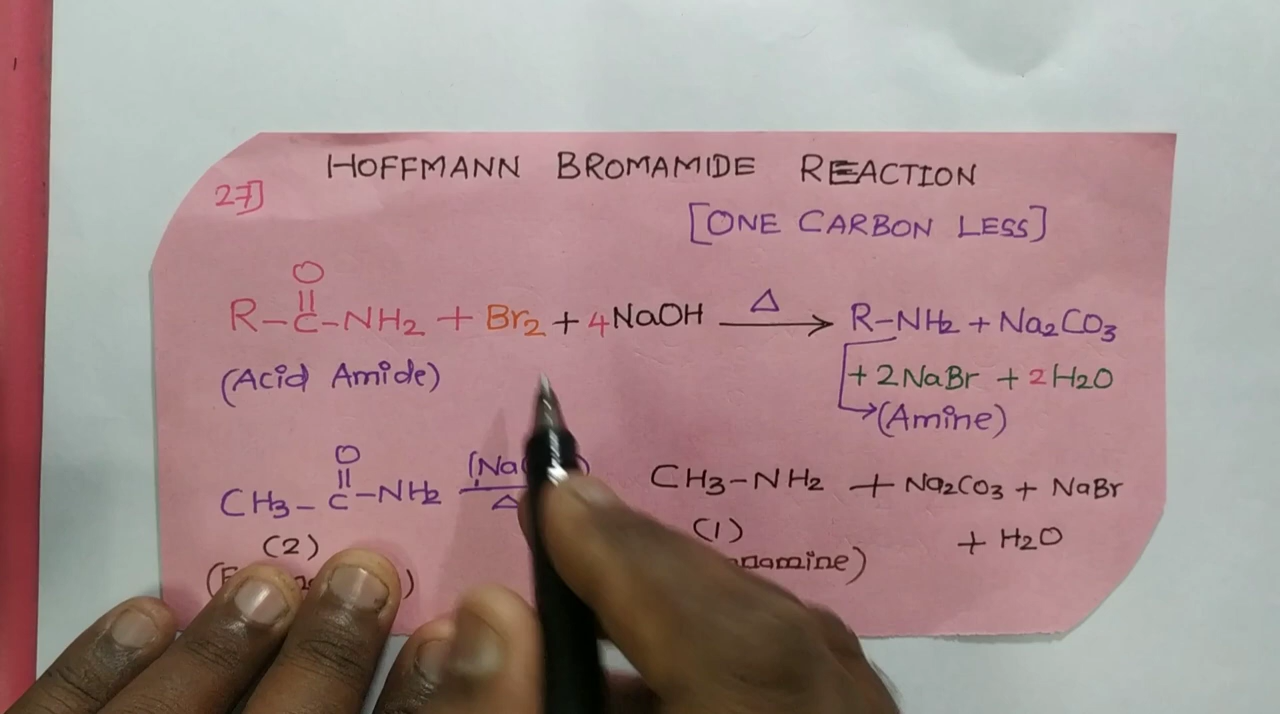 HOFFMANN BROMAMIDE REACTION
27]
[ONE CARBON LESS]
O
R-C-NH2 + Br2 + 4NaOH Δ → R-NH2 + Na2CO3
(Acid Amide)
+ 2NaBr + 2H2O
→(Amine)
O
CH3-C-NH2 Δ CH3-NH2 + Na2CO3 + NaBr
(2) (1) + H2O